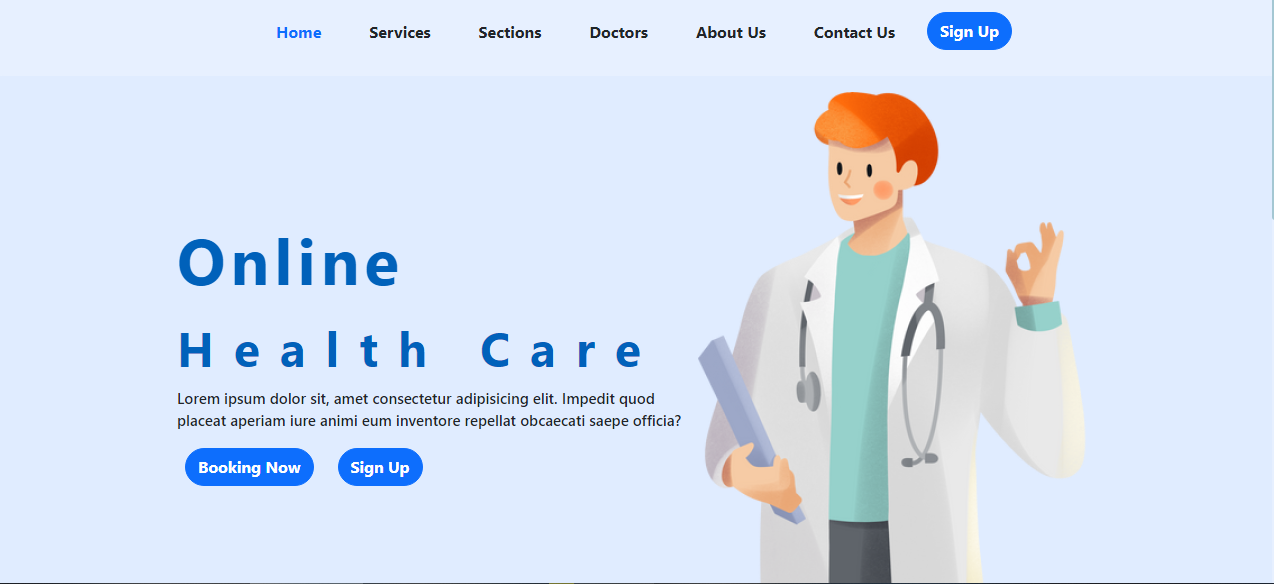 Home Services Sections Doctors About Us Contact Us Sign Up
Online
Health Care
Lorem ipsum dolor sit, amet consectetur adipisicing elit. Impedit quod
placeat aperiam iure animi eum inventore repellat obcaecati saepe officia?
Booking Now Sign Up